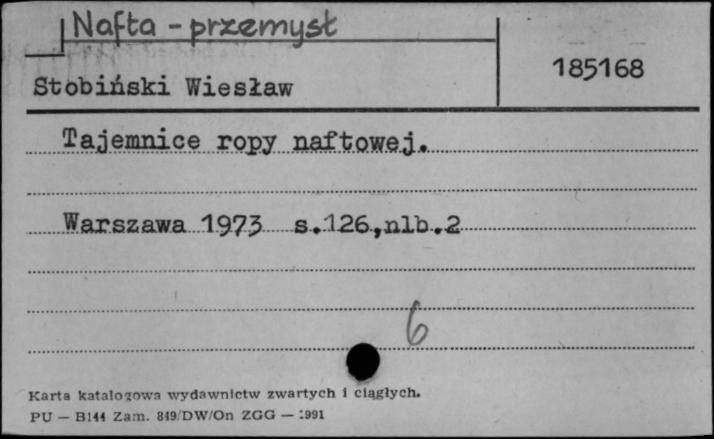 Nafta - przemysł
185168
Stobiński Wiesław
Tajemnice ropy naftowej.
Warszawa 1973 s.126,nlb.2
6
Karta katalogowa wydawnictw zwartych i ciągłych.
PU — B144 Zam. 849/DW/On ZGG — 1991